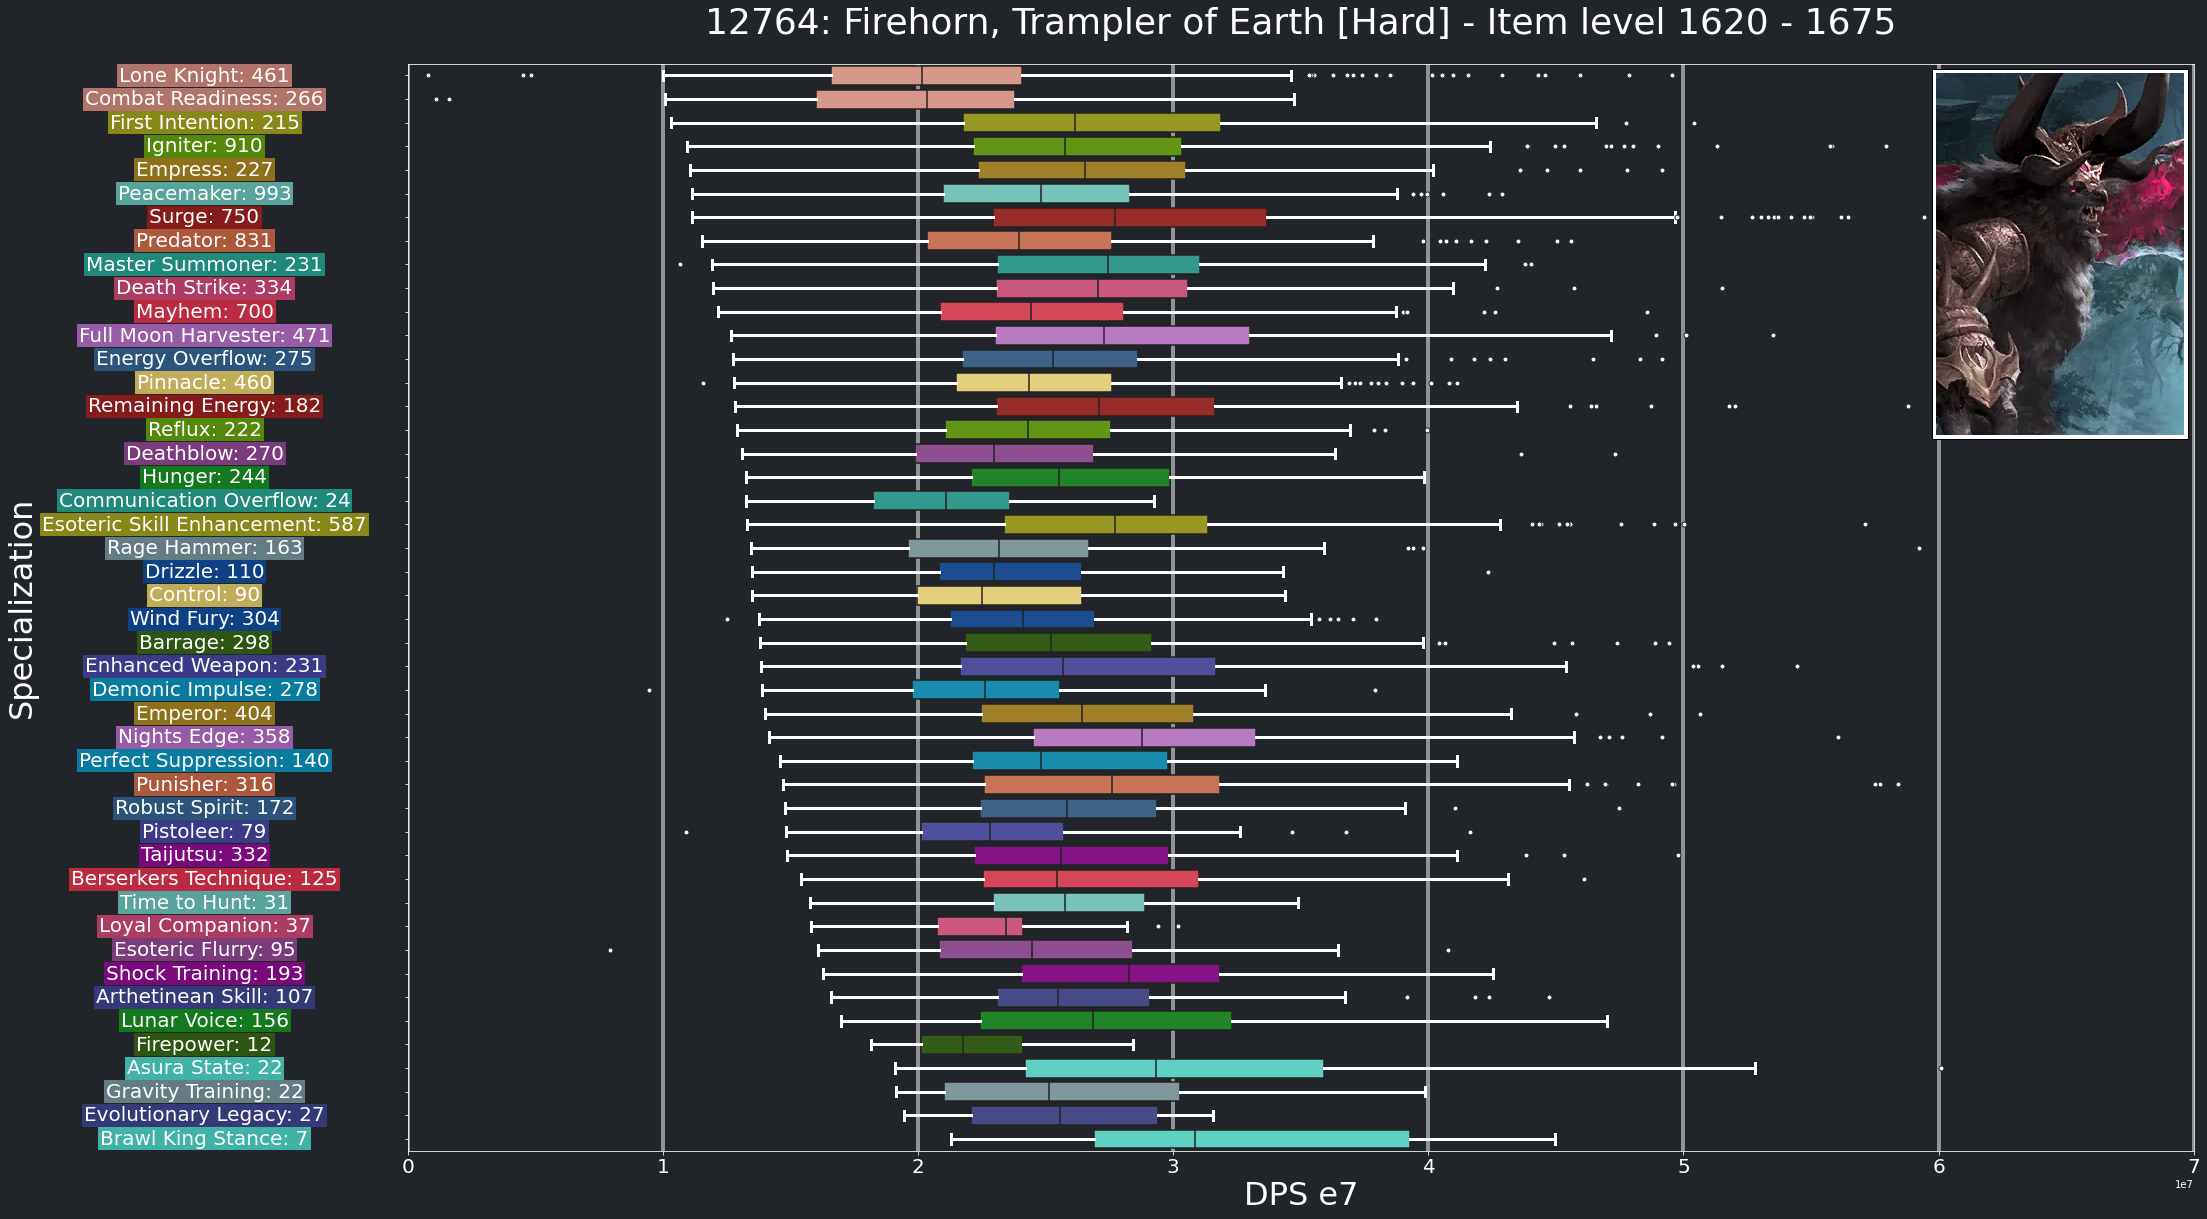 12764: Firehorn, Trampler of Earth [Hard] - Item level 1620 - 1675
Lone Knight: 461
Combat Readiness: 266
First Intention: 215
Igniter: 910
Empress: 227
Peacemaker: 993
Surge: 750
Predator: 831
Master Summoner: 231
Death Strike: 334
Mayhem: 700
Full Moon Harvester: 471
Energy Overflow: 275
Pinnacle: 460
Remaining Energy: 182
Reflux: 222
Deathblow: 270
Hunger: 244
Communication Overflow: 24
Esoteric Skill Enhancement: 587
Rage Hammer: 163
Drizzle: 110
Control: 90
Wind Fury: 304
Barrage: 298
Enhanced Weapon: 231
Demonic Impulse: 278
Emperor: 404
Nights Edge: 358
Perfect Suppression: 140
Punisher: 316
Robust Spirit: 172
Pistoleer: 79
Taijutsu: 332
Berserkers Technique: 125
Time to Hunt: 31
Loyal Companion: 37
Esoteric Flurry: 95
Shock Training: 193
Arthetinean Skill: 107
Lunar Voice: 156
Firepower: 12
Asura State: 22
Gravity Training: 22
Evolutionary Legacy: 27
Brawl King Stance: 7
Specialization
0 1 2 3 4 5 6 7
1e7
DPS e7